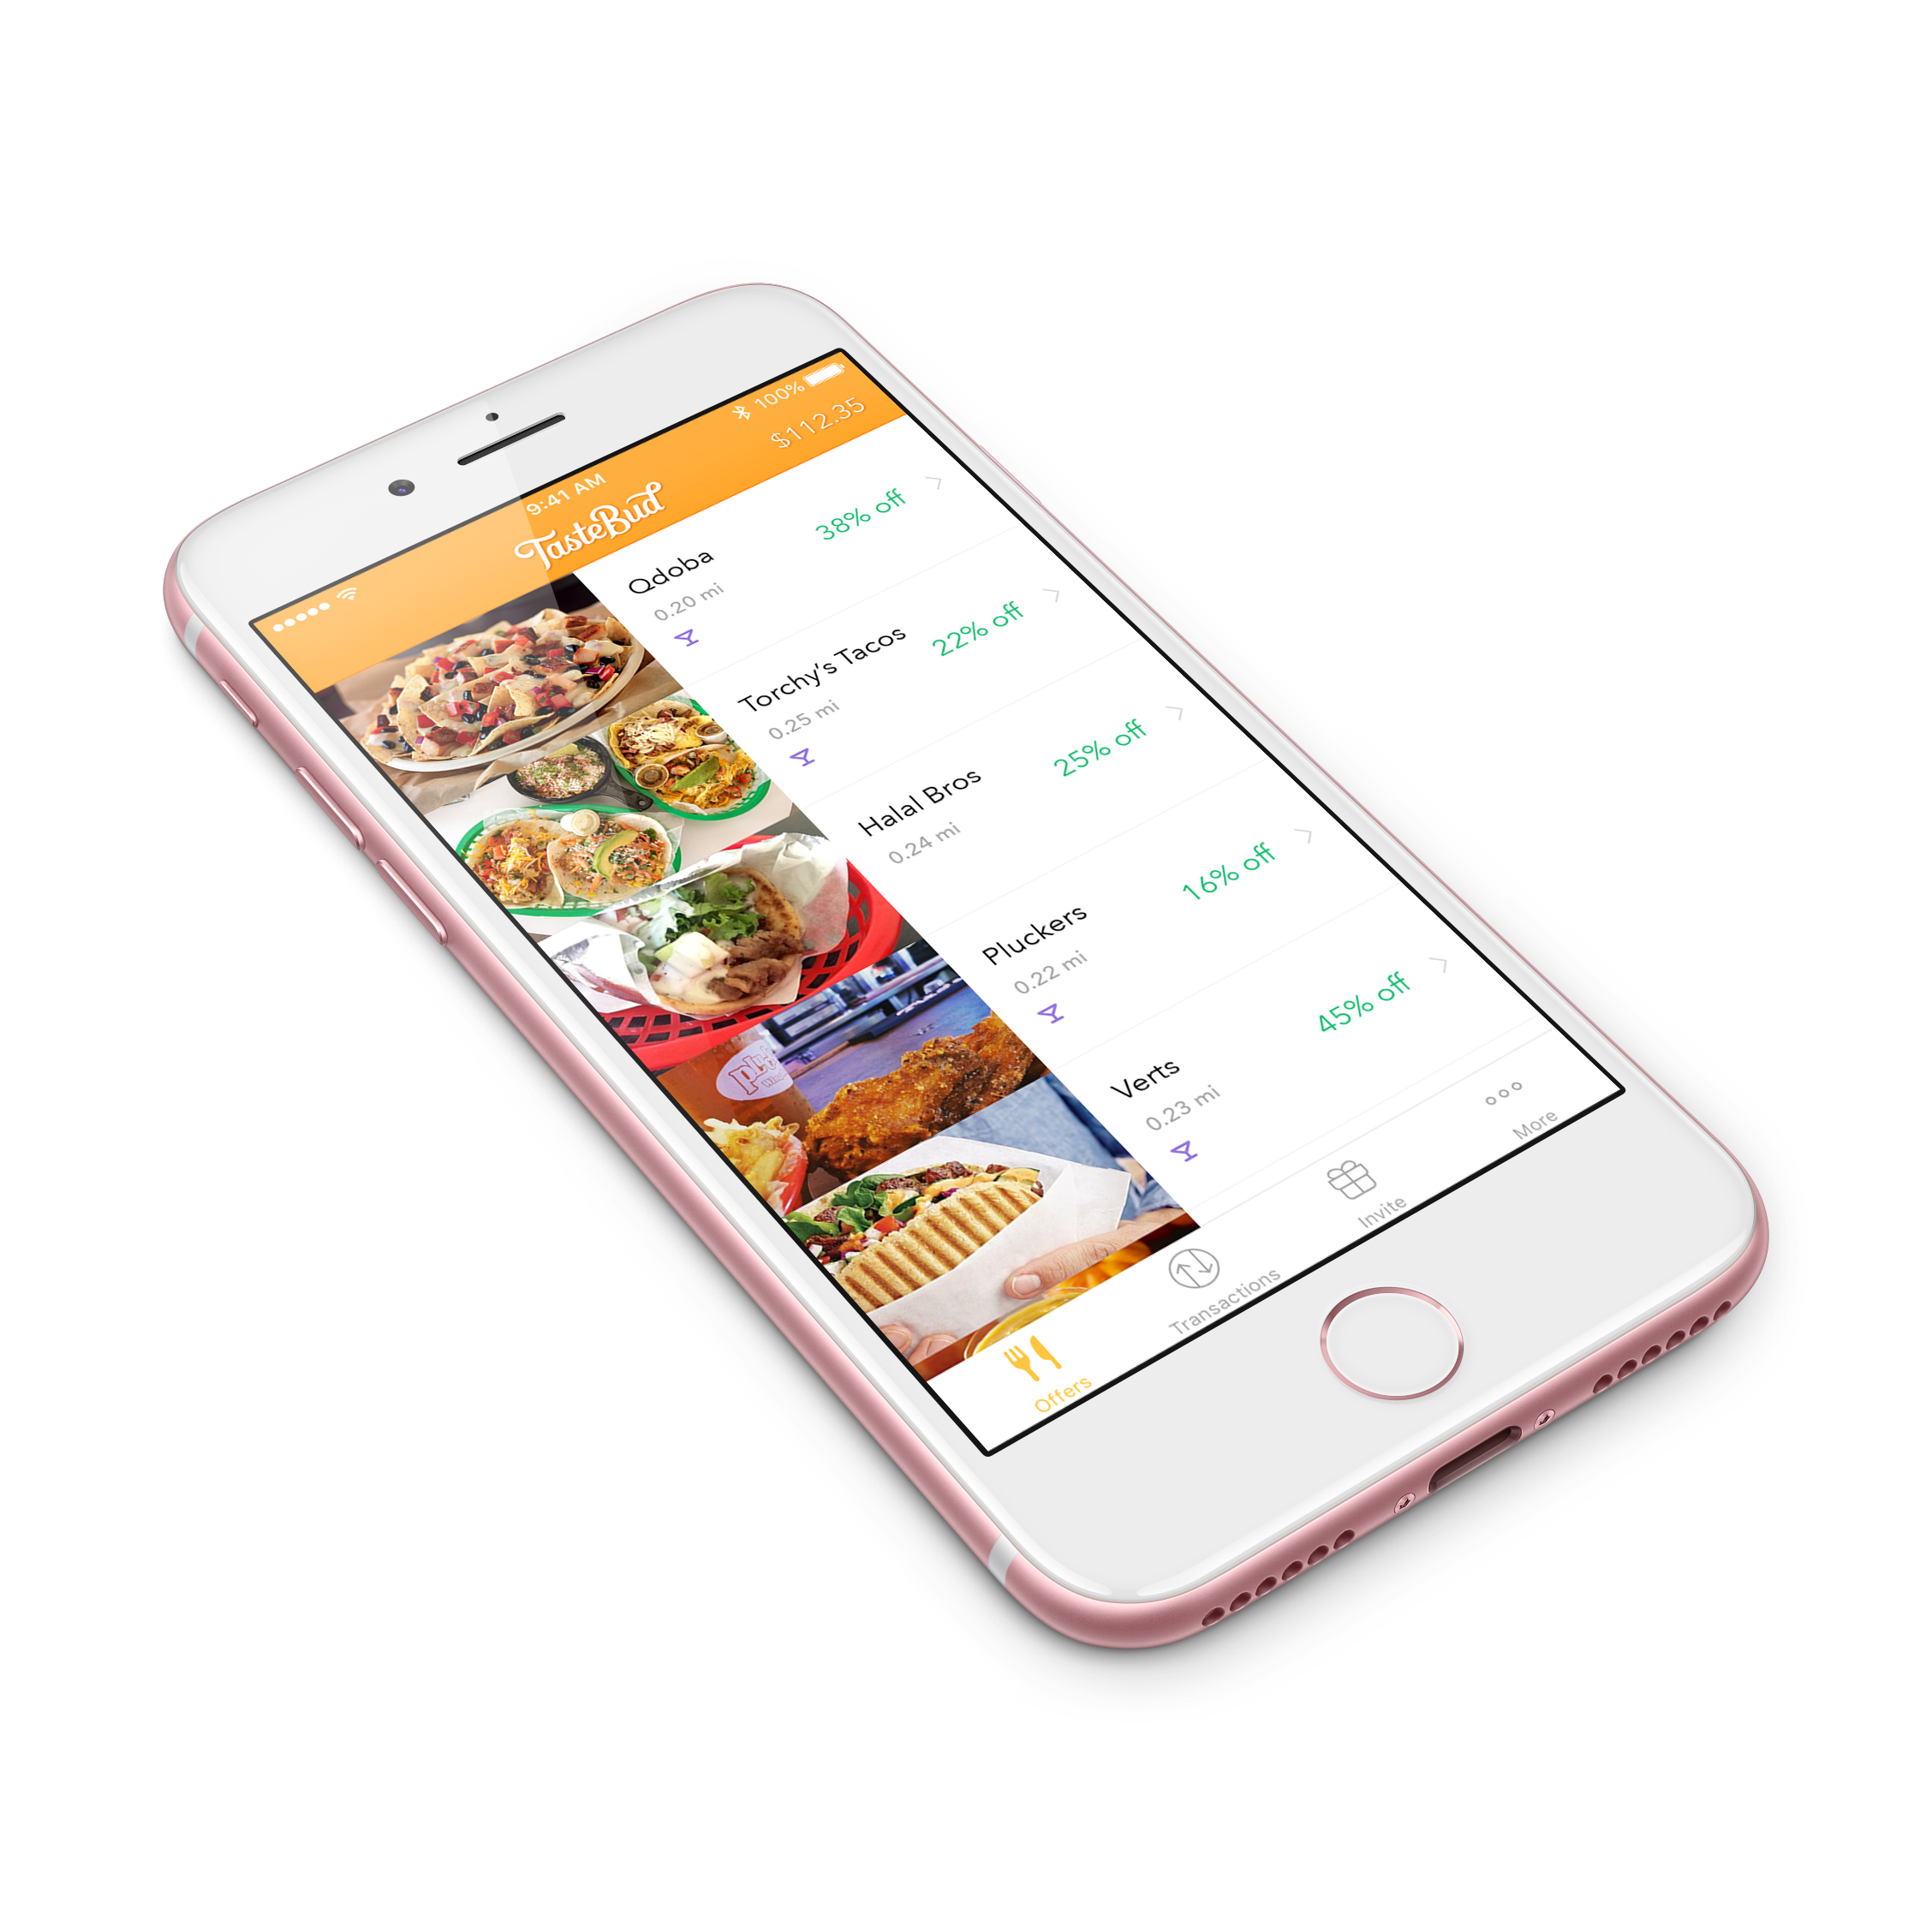 9:41 AM
100%
TasteBud
$112.35
Qdoba
38% off
0.20 mi
Torchy's Tacos
22% off
0.25 mi
Halal Bros
25% off
0.24 mi
Pluckers
16% off
0.22 mi
Verts
45% off
0.23 mi
Offers
Transactions
Invite
More